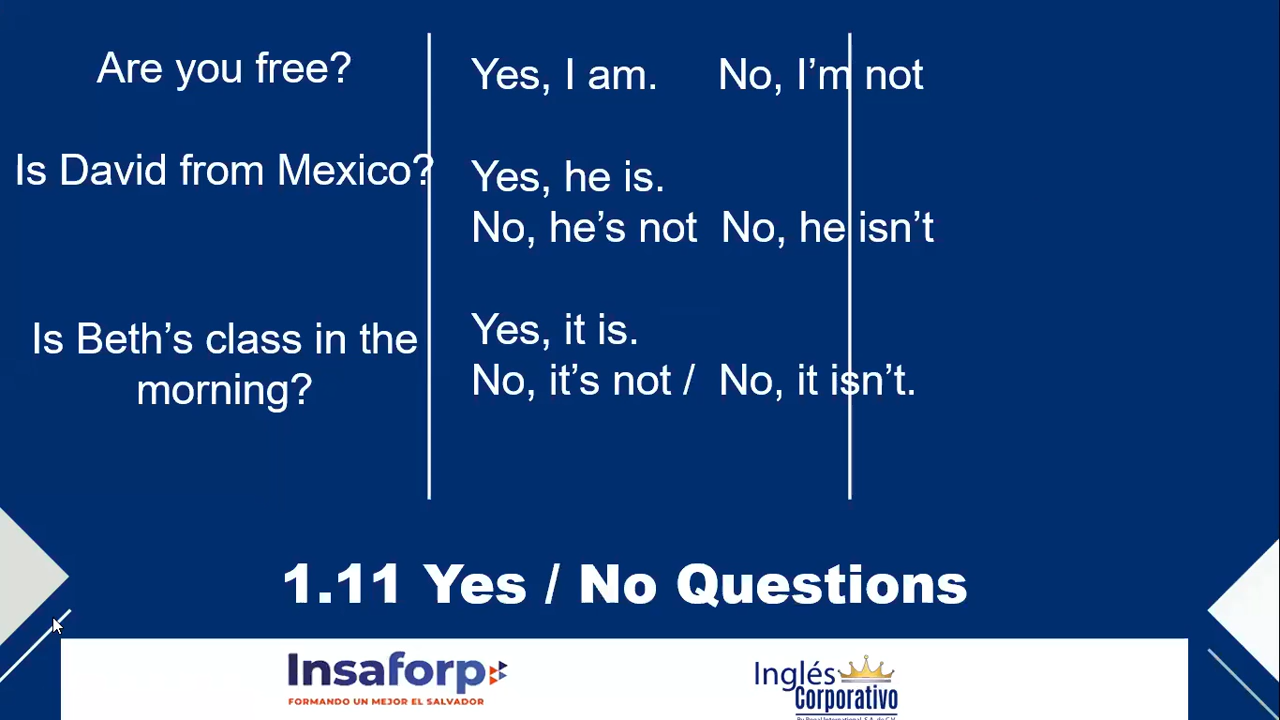 Are you free?
Yes, I am. No, I’m not
Is David from Mexico?
Yes, he is.
No, he’s not No, he isn’t
Is Beth’s class in the
morning?
Yes, it is.
No, it’s not / No, it isn’t.
1.11 Yes / No Questions
Insaforp
FORMANDO UN MEJOR EL SALVADOR
Inglés
Corporativo